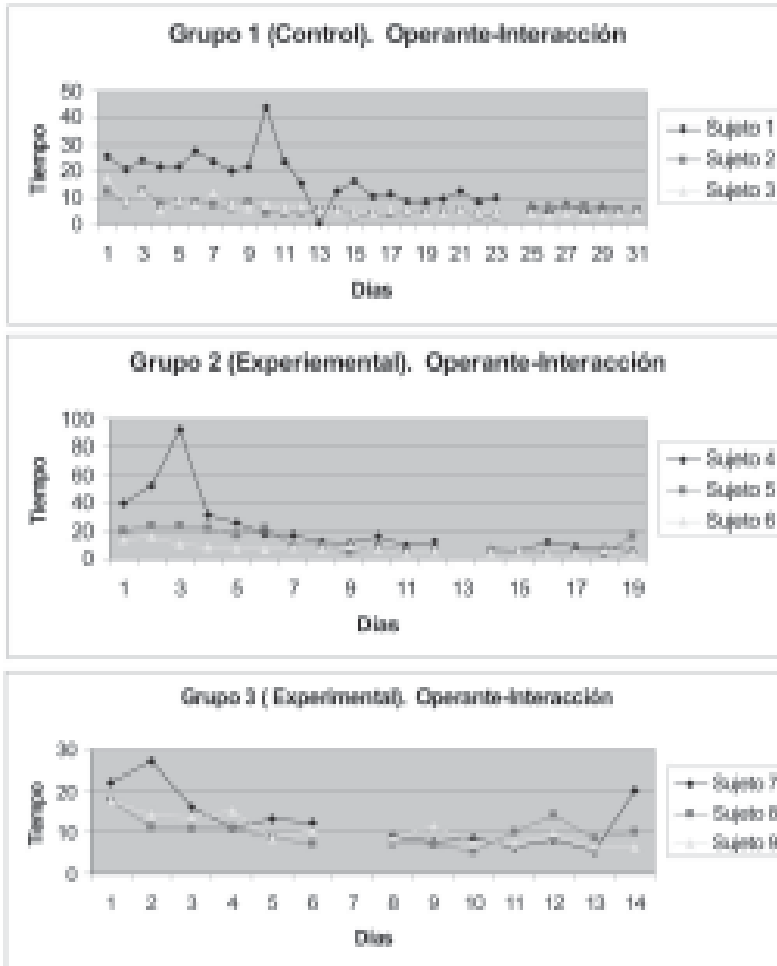 Grupo 1 (Control). Operante-Interacción
50
40
30
20
10
0
Tiempo
1 3 5 7 9 11 13 15 17 19 21 23 25 27 29 31
Días
Sujeto 1
Sujeto 2
Sujeto 3
Grupo 2 (Experiemental). Operante-Interacción
100
80
60
40
20
0
Tiempo
1 3 5 7 9 11 13 15 17 19
Días
Sujeto 4
Sujeto 5
Sujeto 6
Grupo 3 ( Experimental). Operante-Interacción
30
20
10
0
Tiempo
1 2 3 4 5 6 7 8 9 10 11 12 13 14
Días
Sujeto 7
Sujeto 8
Sujeto 9